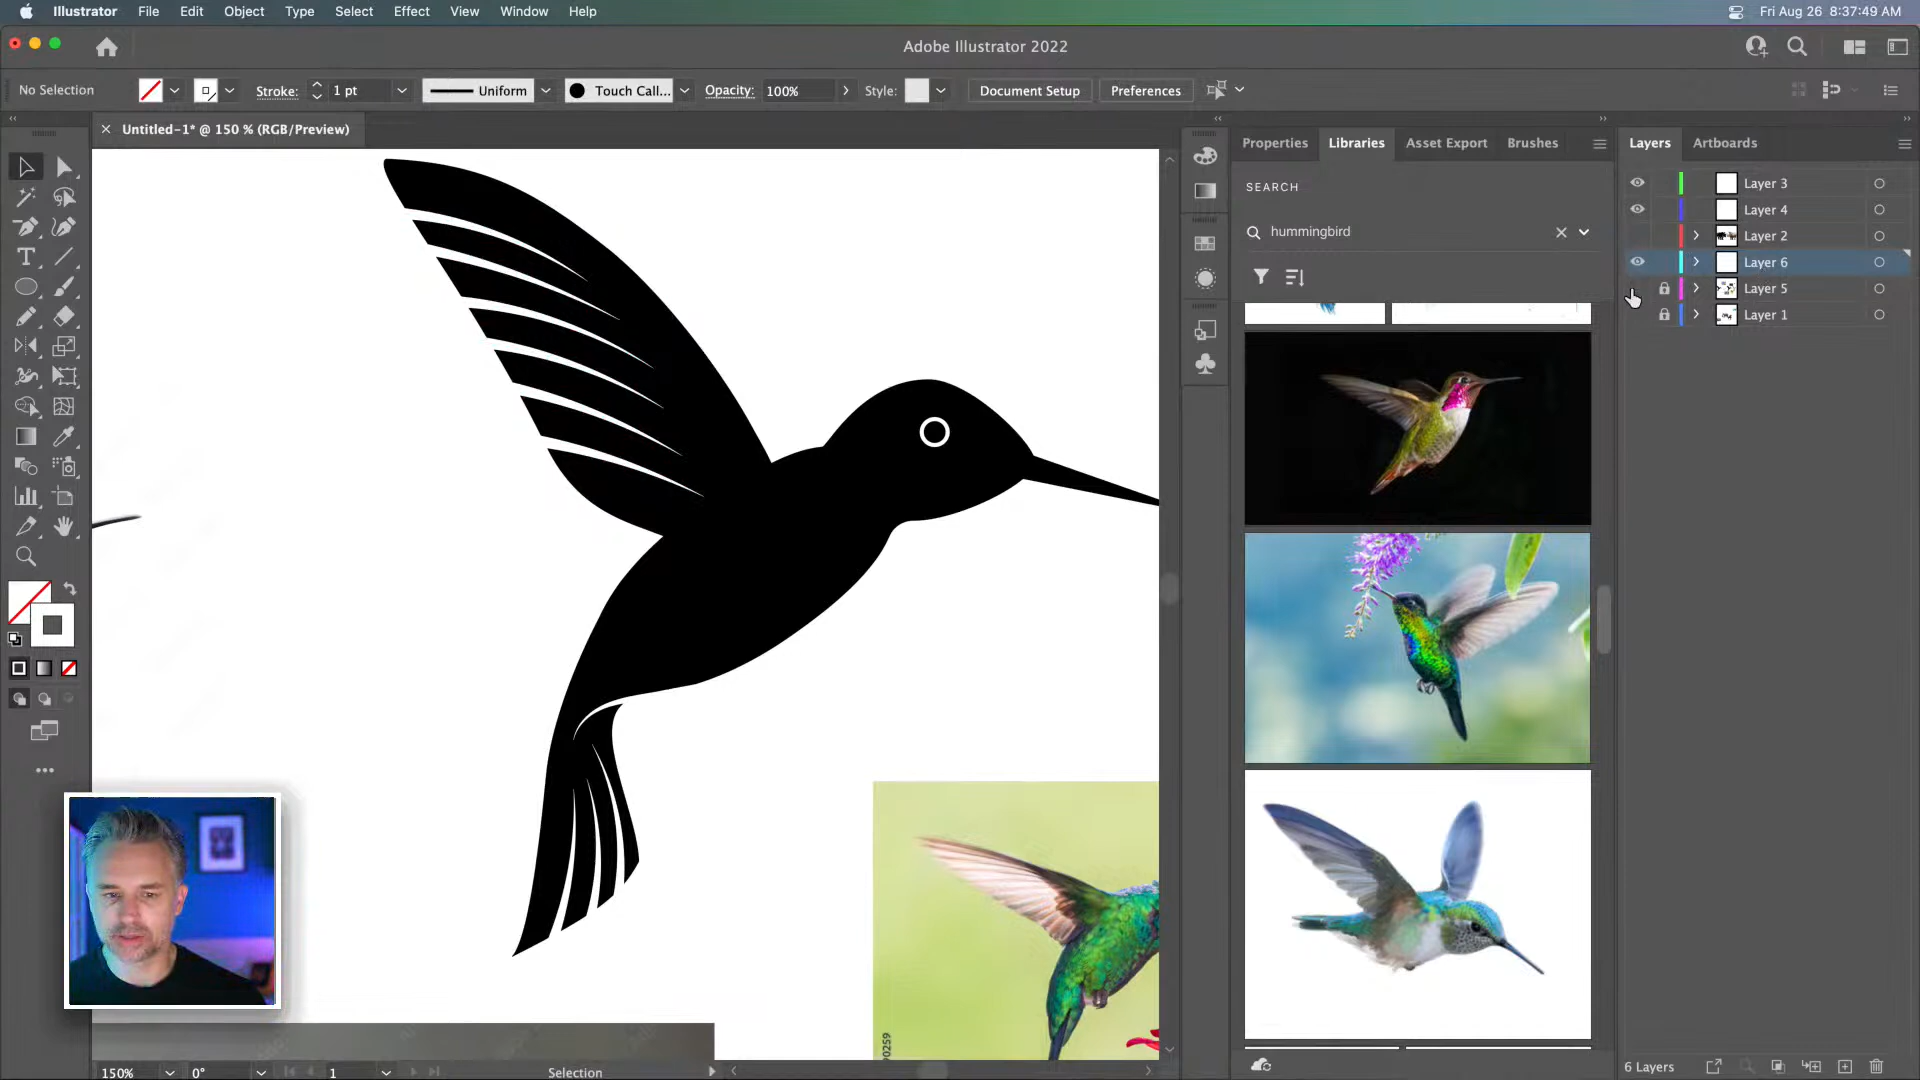 Illustrator File Edit Object Type Select Effect View Window Help Fri Aug 26 8:37:49 AM
Adobe Illustrator 2022
No Selection Stroke: 1 pt Uniform Touch Call... Opacity: 100% Style: Document Setup Preferences
× Untitled-1* @ 150 % (RGB/Preview)
Properties Libraries Asset Export Brushes
Layers Artboards
SEARCH
hummingbird
Layer 3
Layer 4
Layer 2
Layer 6
Layer 5
Layer 1
90259
150% 0° 1 Selection
6 Layers